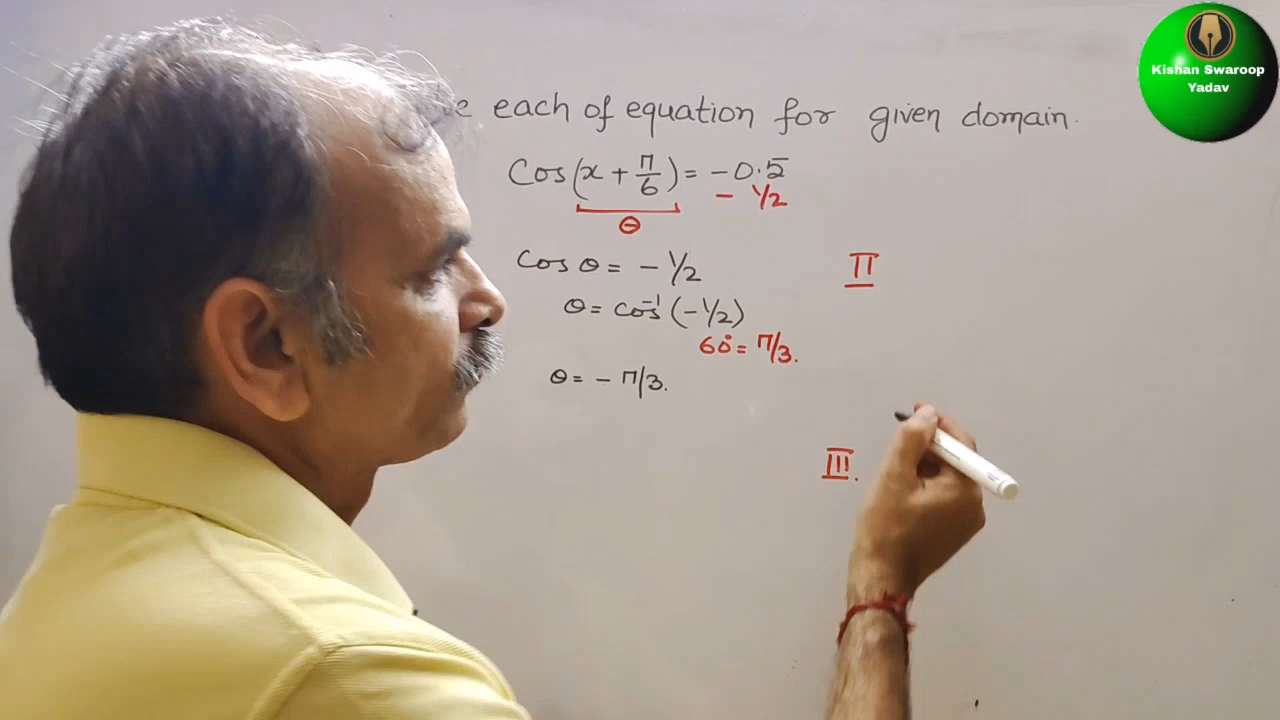 each of equation for given domain.
Cos(x + π/6) = -0.5
- 1/2
θ
Cos θ = - 1/2
θ = cos⁻¹ (-1/2)
60° = π/3.
θ = - π/3.
II
III.
Kishan Swaroop
Yadav